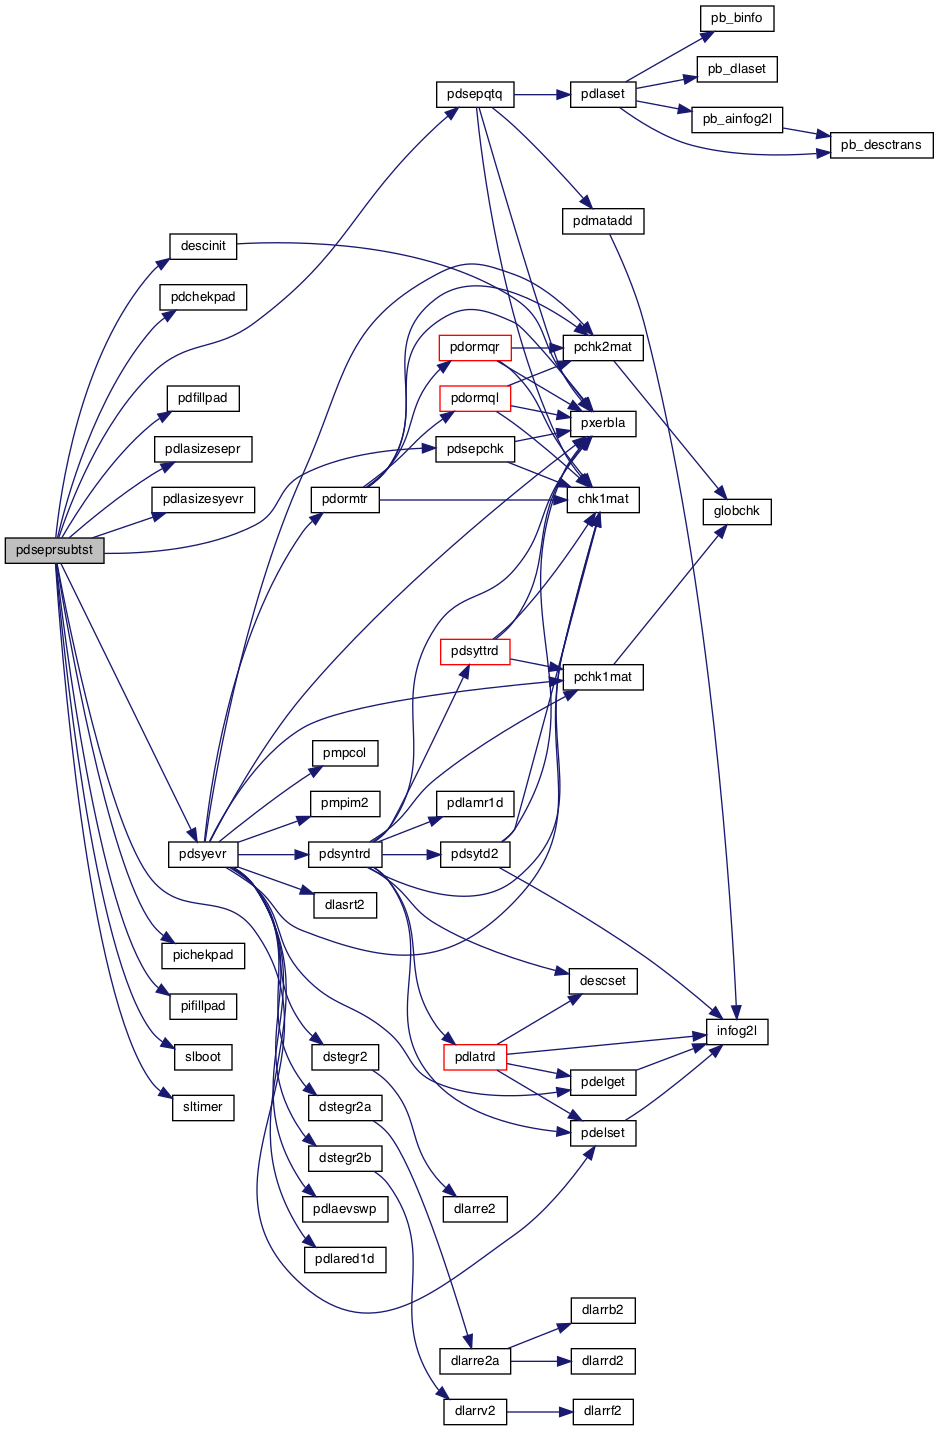 pb_binfo
pb_dlaset
pdsepqtq
pdlaset
pb_ainfog2l
pb_desctrans
pdmatadd
descinit
pdchekpad
pdormqr
pchk2mat
pdfillpad
pdormql
pxerbla
pdlasizesepr
pdsepchk
pdlasizesyevr
pdormtr
chk1mat
globchk
pdseprsubtst
pdsyttrd
pchk1mat
pmpcol
pmpim2
pdlamr1d
pdsyevr
pdsyntrd
pdsytd2
dlasrt2
pichekpad
descset
pifillpad
infog2l
slboot
dstegr2
pdlatrd
pdelget
sltimer
dstegr2a
pdelset
dstegr2b
pdlaevswp
dlarre2
pdlared1d
dlarrb2
dlarre2a
dlarrd2
dlarrv2
dlarrf2